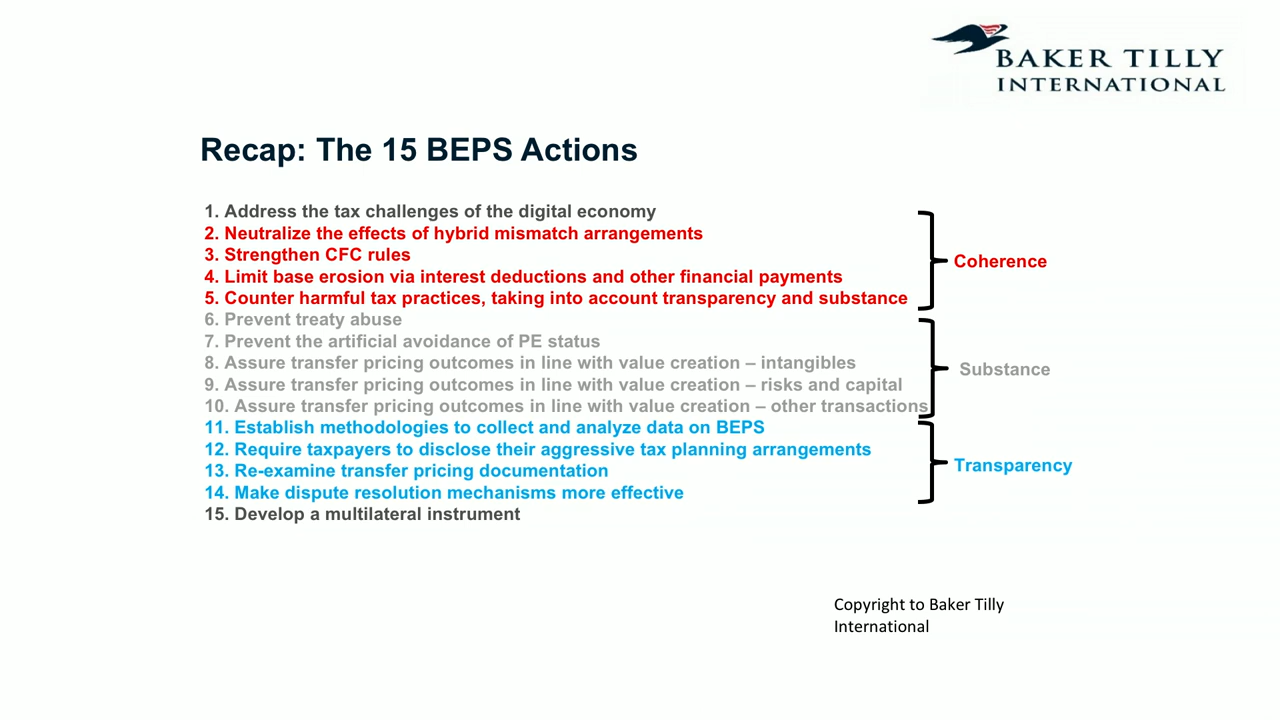 BAKER TILLY
INTERNATIONAL
Recap: The 15 BEPS Actions
1. Address the tax challenges of the digital economy
2. Neutralize the effects of hybrid mismatch arrangements
3. Strengthen CFC rules
4. Limit base erosion via interest deductions and other financial payments
5. Counter harmful tax practices, taking into account transparency and substance
Coherence
6. Prevent treaty abuse
7. Prevent the artificial avoidance of PE status
8. Assure transfer pricing outcomes in line with value creation – intangibles
9. Assure transfer pricing outcomes in line with value creation – risks and capital
10. Assure transfer pricing outcomes in line with value creation – other transactions
Substance
11. Establish methodologies to collect and analyze data on BEPS
12. Require taxpayers to disclose their aggressive tax planning arrangements
13. Re-examine transfer pricing documentation
14. Make dispute resolution mechanisms more effective
Transparency
15. Develop a multilateral instrument
Copyright to Baker Tilly
International